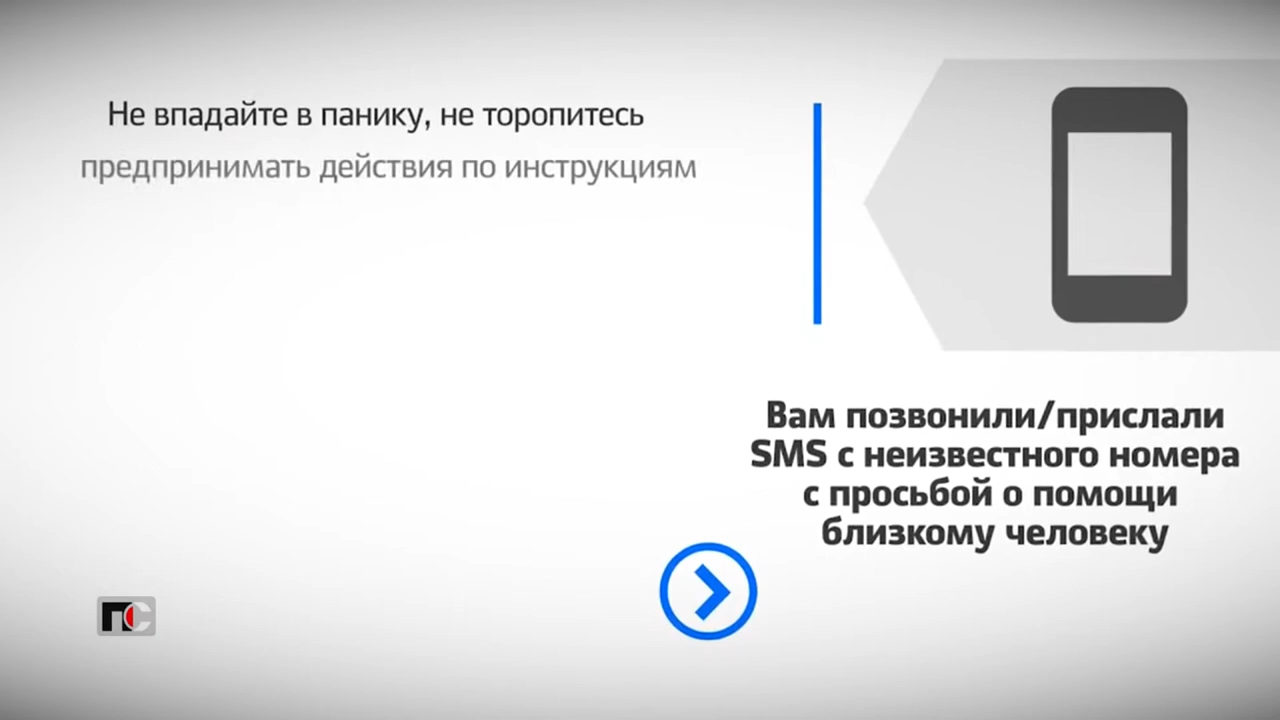 Не впадайте в панику, не торопитесь
предпринимать действия по инструкциям
Вам позвонили/прислали
SMS с неизвестного номера
с просьбой о помощи
близкому человеку
ПС